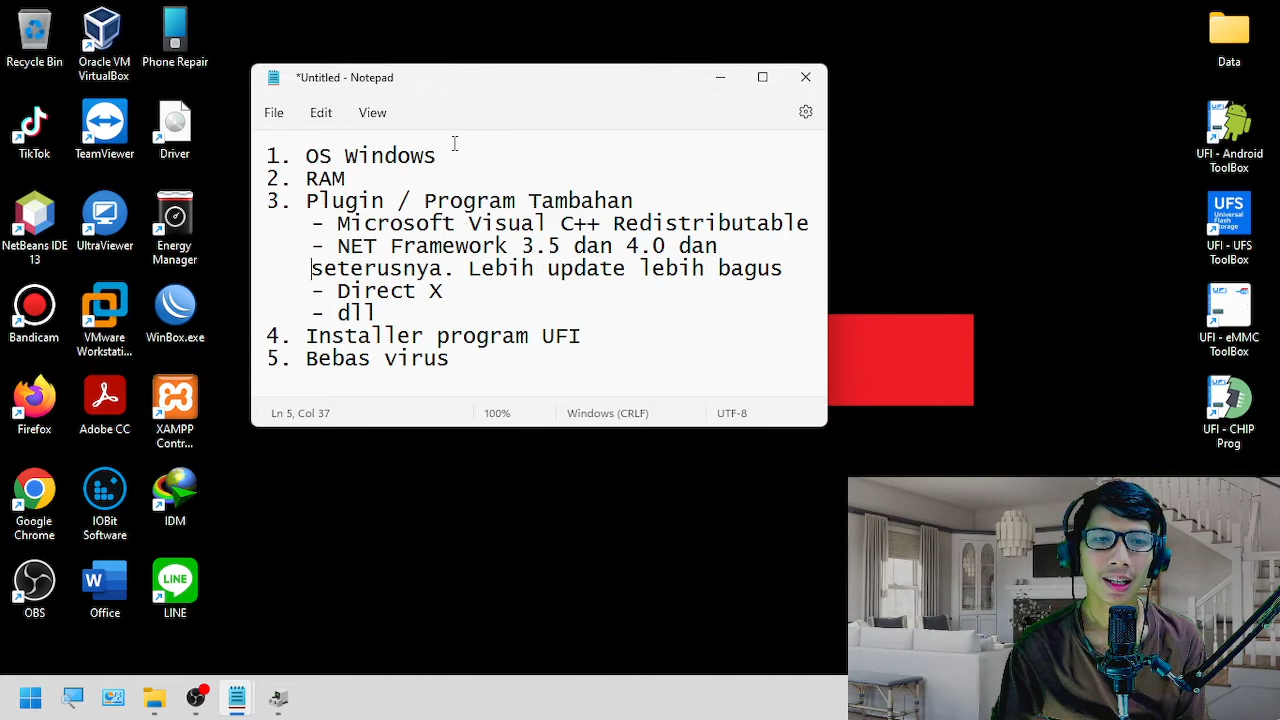 Recycle Bin
Oracle VM
VirtualBox
Phone Repair
TikTok
TeamViewer
Driver
NetBeans IDE
13
UltraViewer
Energy
Manager
Bandicam
VMware
Workstati...
WinBox.exe
Firefox
Adobe CC
XAMPP
Contr...
Google
Chrome
IOBit
Software
IDM
OBS
W
Office
LINE
LINE
*Untitled - Notepad
File
Edit
View
1. OS Windows
2. RAM
3. Plugin / Program Tambahan
- Microsoft Visual C++ Redistributable
- NET Framework 3.5 dan 4.0 dan
seterusnya. Lebih update lebih bagus
- Direct X
- dll
4. Installer program UFI
5. Bebas virus
Ln 5, Col 37
100%
Windows (CRLF)
UTF-8
Data
UFI - Android
ToolBox
UFS
Universal
Flash
Storage
UFI - UFS
ToolBox
UFI - eMMC
ToolBox
UFI - CHIP
Prog